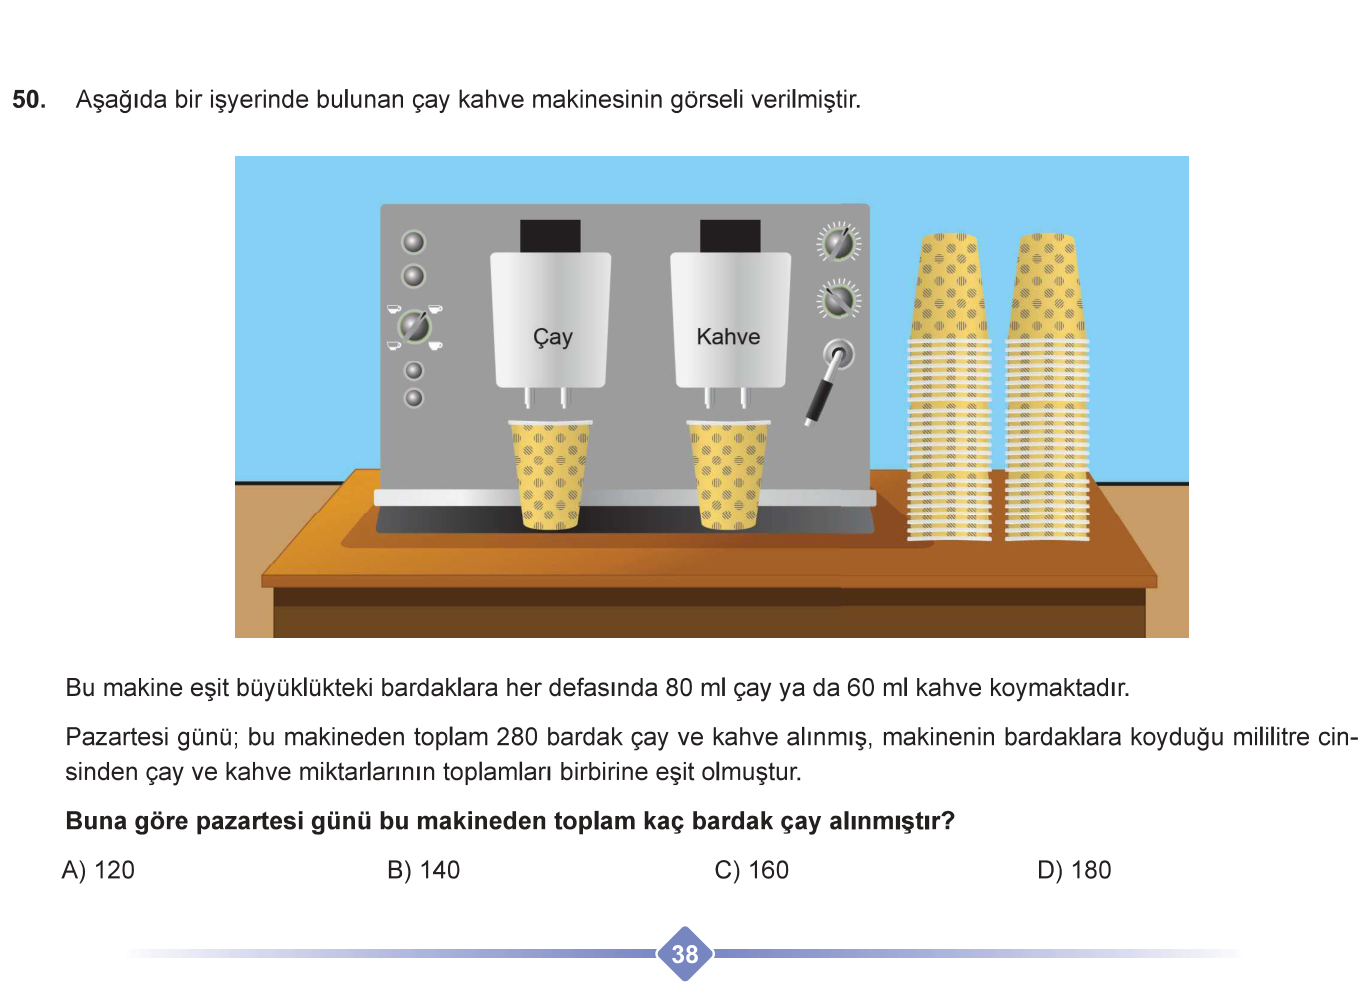 50. Aşağıda bir işyerinde bulunan çay kahve makinesinin görseli verilmiştir.
Çay
Kahve
Bu makine eşit büyüklükteki bardaklara her defasında 80 ml çay ya da 60 ml kahve koymaktadır.
Pazartesi günü; bu makineden toplam 280 bardak çay ve kahve alınmış, makinenin bardaklara koyduğu mililitre cin-
sinden çay ve kahve miktarlarının toplamları birbirine eşit olmuştur.
Buna göre pazartesi günü bu makineden toplam kaç bardak çay alınmıştır?
A) 120 B) 140 C) 160 D) 180
38